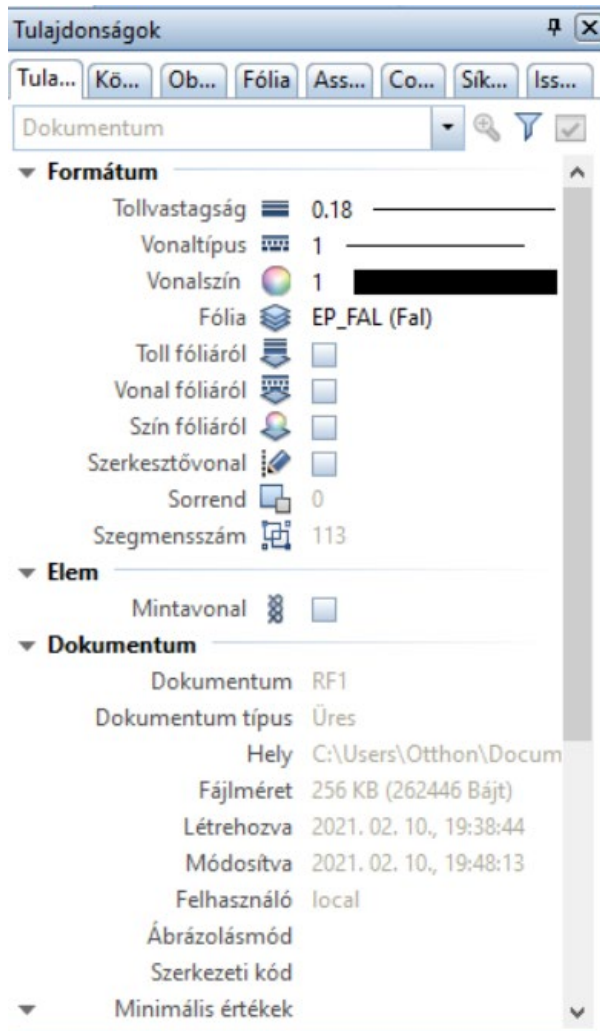 Tulajdonságok
Tula... Kö... Ob... Fólia Ass... Co... Sík... Iss...
Dokumentum
Formátum
Tollvastagság 0.18
Vonaltípus 1
Vonalszín 1
Fólia EP_FAL (Fal)
Toll fóliáról
Vonal fóliáról
Szín fóliáról
Szerkesztővonal
Sorrend 0
Szegmensszám 113
Elem
Mintavonal
Dokumentum
Dokumentum RF1
Dokumentum típus Üres
Hely C:\Users\Otthon\Docum
Fájlméret 256 KB (262446 Bájt)
Létrehozva 2021. 02. 10., 19:38:44
Módosítva 2021. 02. 10., 19:48:13
Felhasználó local
Ábrázolásmód
Szerkezeti kód
Minimális értékek